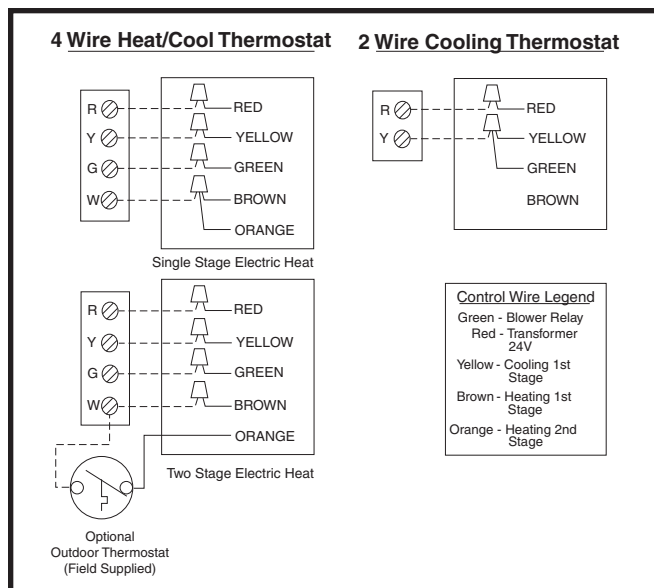 4 Wire Heat/Cool Thermostat
R
Y
G
W
RED
YELLOW
GREEN
BROWN
ORANGE
Single Stage Electric Heat
R
Y
G
W
RED
YELLOW
GREEN
BROWN
ORANGE
Two Stage Electric Heat
Optional
Outdoor Thermostat
(Field Supplied)
2 Wire Cooling Thermostat
R
Y
RED
YELLOW
GREEN
BROWN
Control Wire Legend
Green - Blower Relay
Red - Transformer
24V
Yellow - Cooling 1st
Stage
Brown - Heating 1st
Stage
Orange - Heating 2nd
Stage